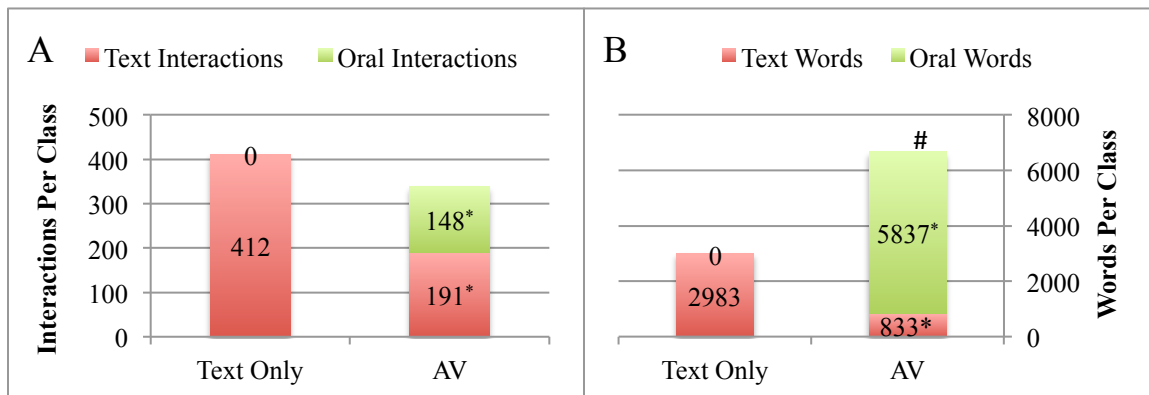 A
Text Interactions
Oral Interactions
Interactions Per Class
500
400
300
200
100
0
0
412
148*
191*
Text Only
AV
B
Text Words
Oral Words
#
0
2983
5837*
833*
8000
6000
4000
2000
0
Words Per Class
Text Only
AV